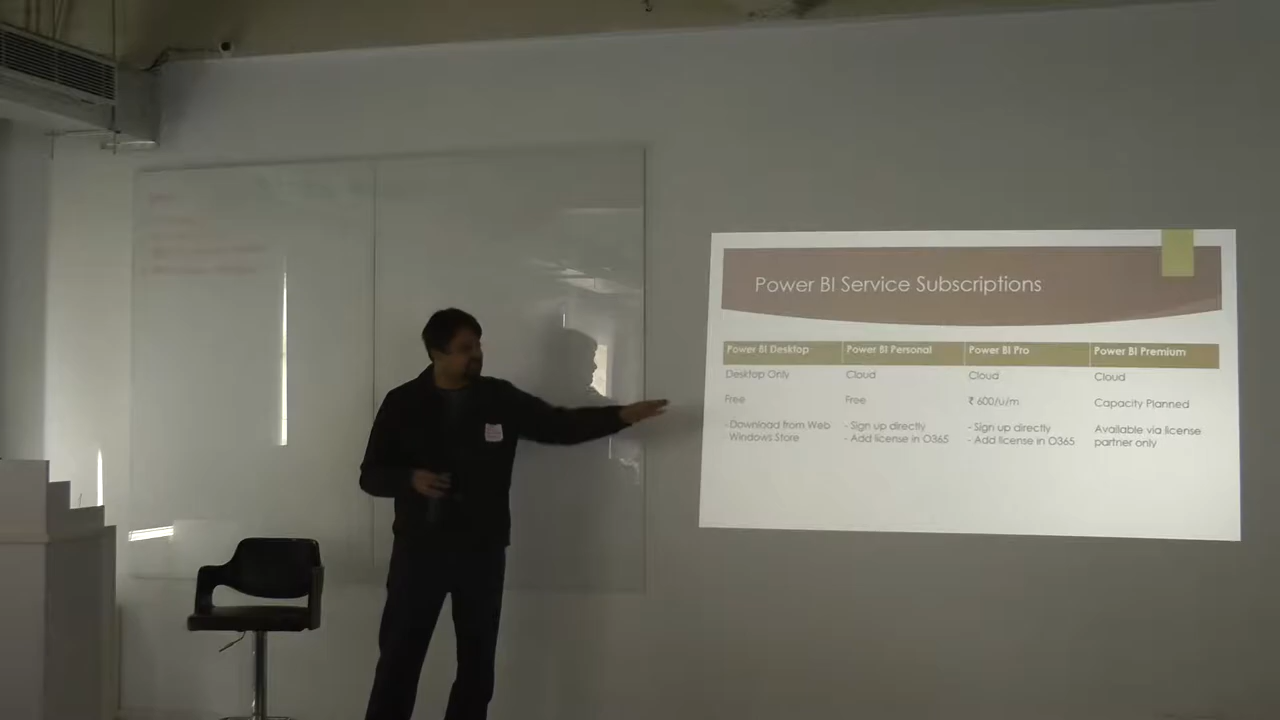 Power BI Service Subscriptions
Power BI Desktop Power BI Personal Power BI Pro Power BI Premium
Desktop Only Cloud Cloud Cloud
Free Free ₹ 600/u/m Capacity Planned
- Download from Web - Sign up directly - Sign up directly Available via license
- Windows Store - Add license in O365 - Add license in O365 partner only